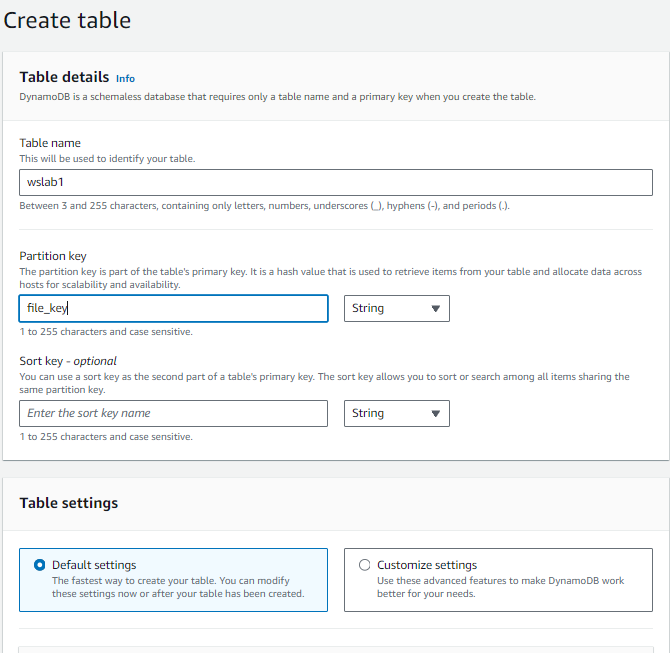 Create table
Table details Info
DynamoDB is a schemaless database that requires only a table name and a primary key when you create the table.
Table name
This will be used to identify your table.
wslab1
Between 3 and 255 characters, containing only letters, numbers, underscores (_), hyphens (-), and periods (.).
Partition key
The partition key is part of the table's primary key. It is a hash value that is used to retrieve items from your table and allocate data across
hosts for scalability and availability.
file_key String
1 to 255 characters and case sensitive.
Sort key - optional
You can use a sort key as the second part of a table's primary key. The sort key allows you to sort or search among all items sharing the
same partition key.
Enter the sort key name String
1 to 255 characters and case sensitive.
Table settings
Default settings
The fastest way to create your table. You can modify
these settings now or after your table has been created.
Customize settings
Use these advanced features to make DynamoDB work
better for your needs.